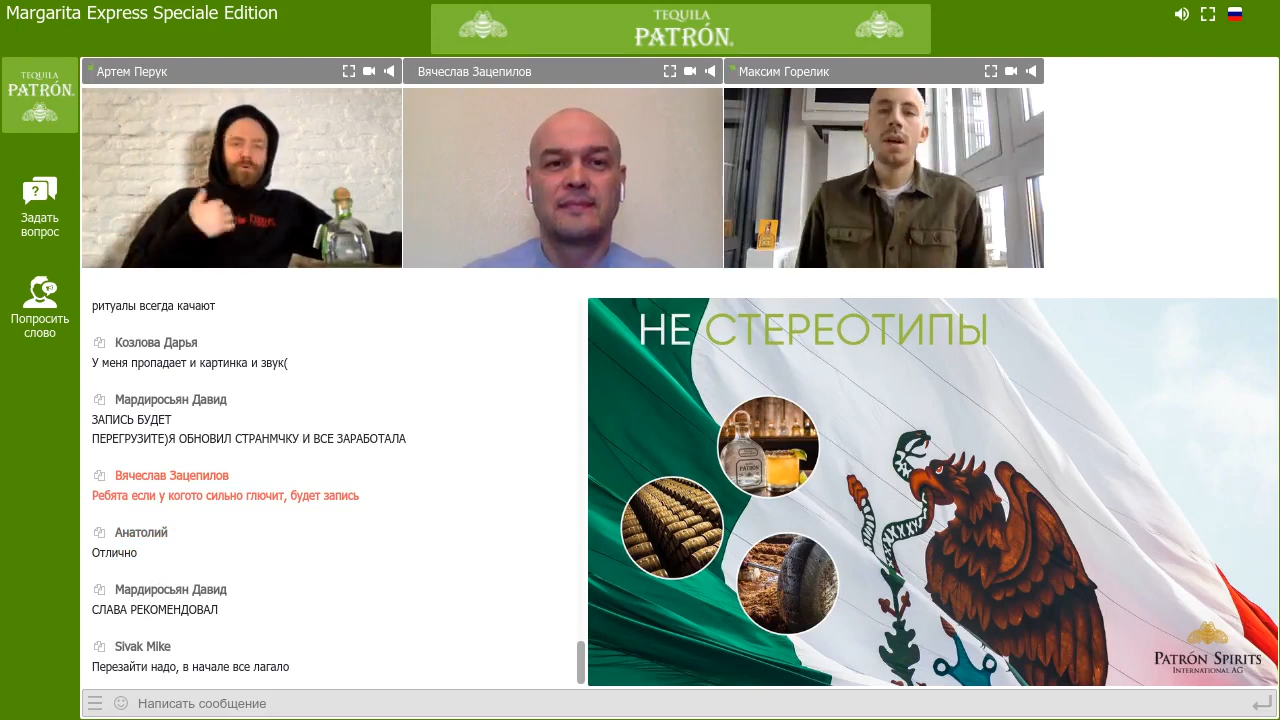 Margarita Express Speciale Edition
TEQUILA
PATRÓN
TEQUILA
PATRÓN
Артем Перук
Вячеслав Зацепилов
Максим Горелик
Задать
вопрос
Попросить
слово
ритуалы всегда качают
Козлова Дарья
У меня пропадает и картинка и звук(
Мардиросьян Давид
ЗАПИСЬ БУДЕТ
ПЕРЕГРУЗИТЕ)Я ОБНОВИЛ СТРАНМЧКУ И ВСЕ ЗАРАБОТАЛА
Вячеслав Зацепилов
Ребята если у когото сильно глючит, будет запись
Анатолий
Отлично
Мардиросьян Давид
СЛАВА РЕКОМЕНДОВАЛ
Sivak Mike
Перезайти надо, в начале все лагало
Написать сообщение
НЕ СТЕРЕОТИПЫ
PATRÓN
PATRÓN SPIRITS
INTERNATIONAL AG